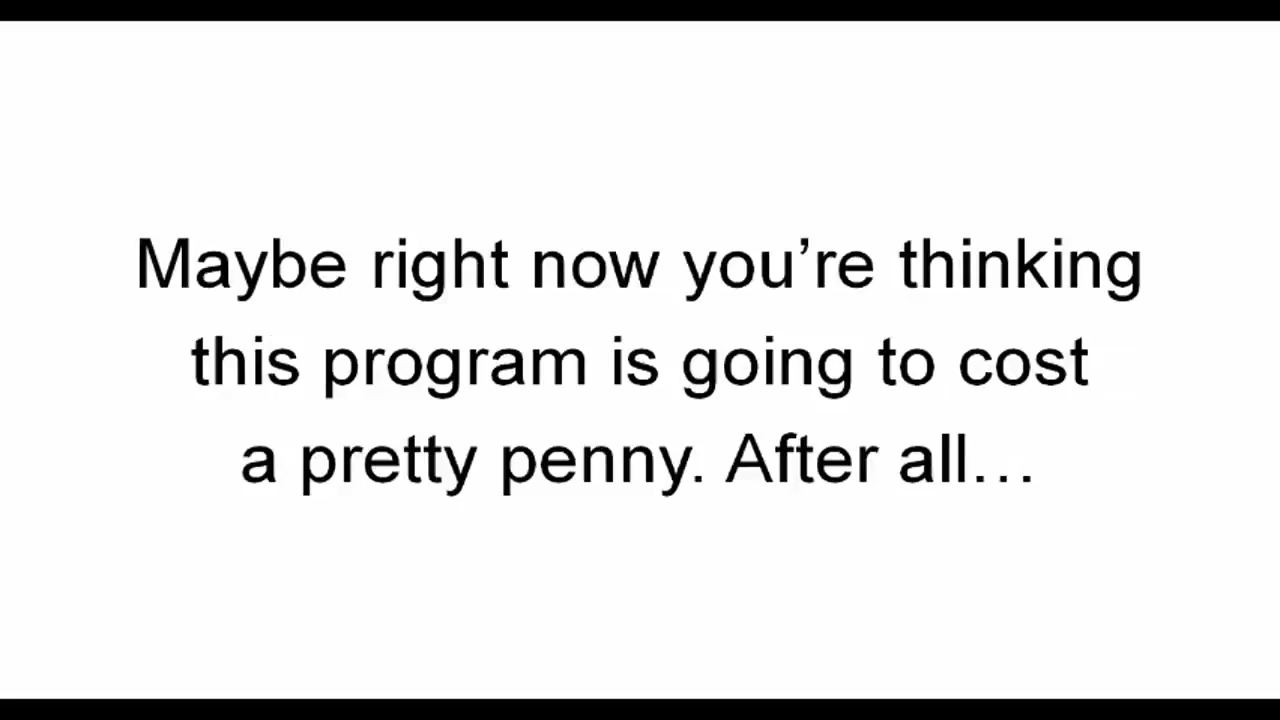 Maybe right now you’re thinking
this program is going to cost
a pretty penny. After all…